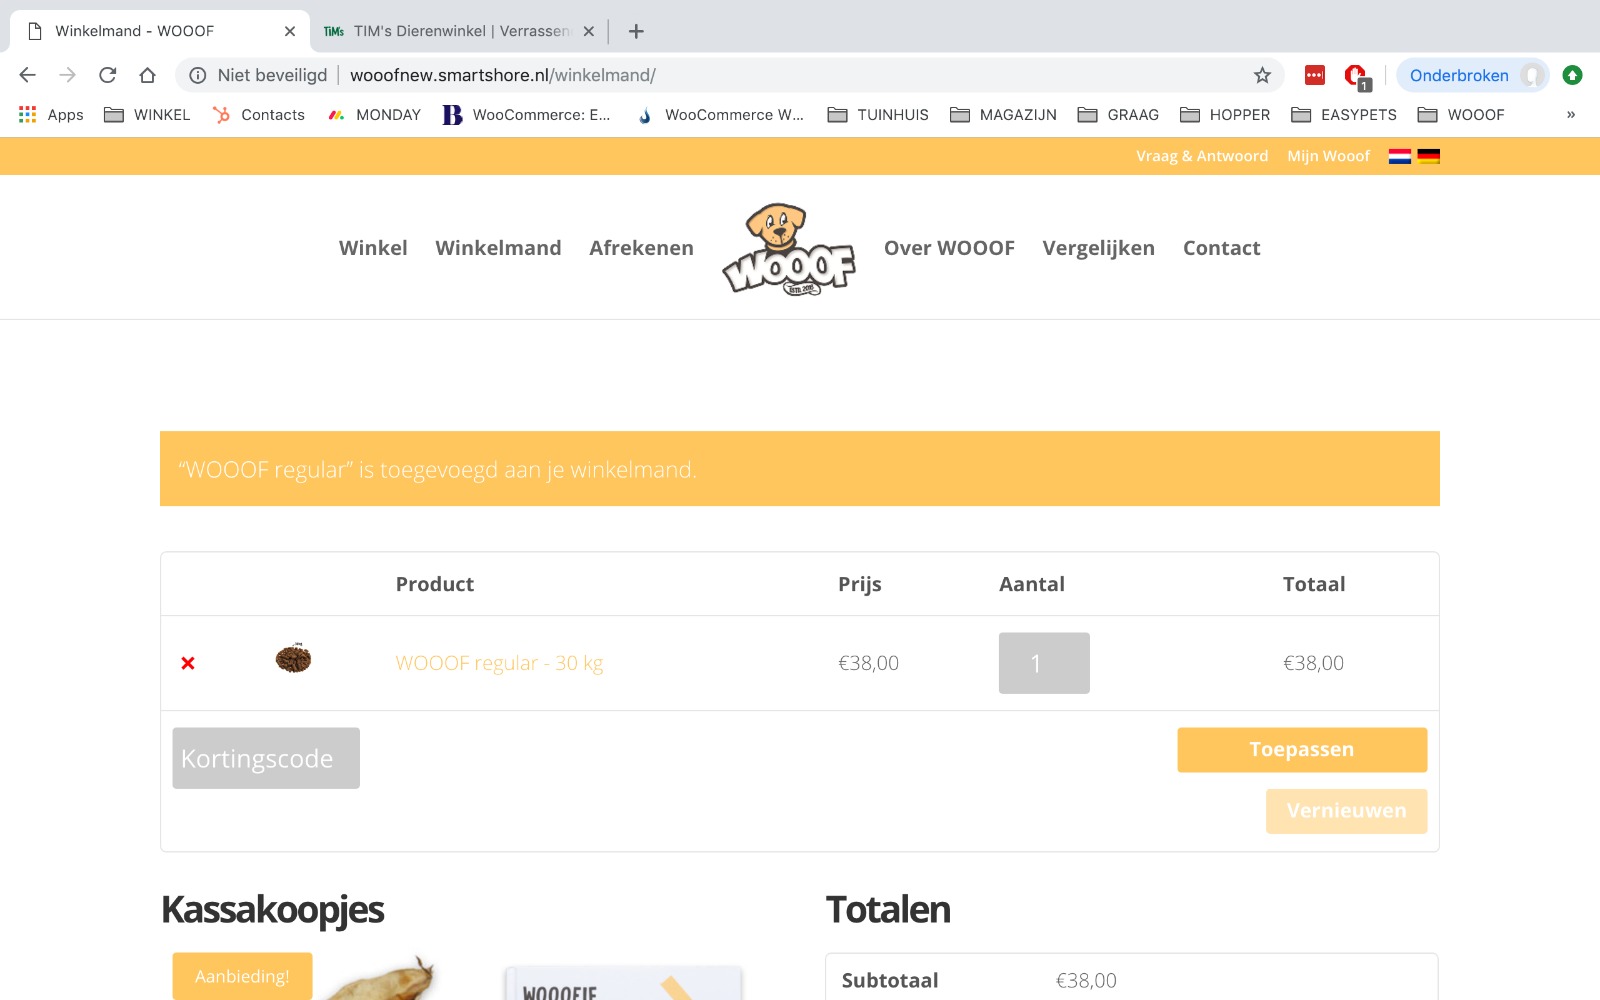 Winkelmand - WOOOF
TiMs TIM's Dierenwinkel | Verrassen
Niet beveiligd wooofnew.smartshore.nl/winkelmand/ 1 Onderbroken
Apps WINKEL Contacts MONDAY B WooCommerce: E... WooCommerce W... TUINHUIS MAGAZIJN GRAAG HOPPER EASYPETS WOOOF »
Vraag & Antwoord Mijn Wooof
Winkel Winkelmand Afrekenen WOOOF Over WOOOF Vergelijken Contact
ESTD. 2010
“WOOOF regular” is toegevoegd aan je winkelmand.
Product Prijs Aantal Totaal
WOOOF regular - 30 kg €38,00 1 €38,00
Kortingscode Toepassen
Vernieuwen
Kassakoopjes Totalen
Aanbieding!
Subtotaal €38,00
WOOOFIE